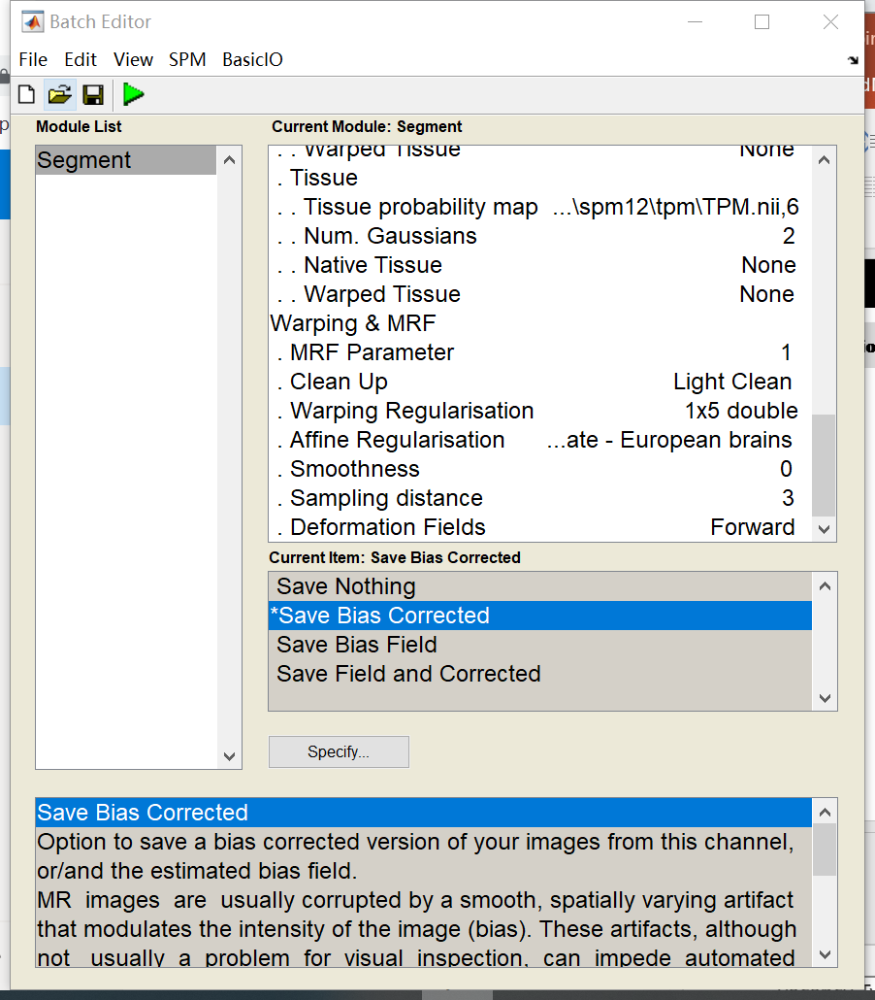 Batch Editor
File Edit View SPM BasicIO
Module List
Segment
Current Module: Segment
. . Warped Tissue None
. Tissue
. . Tissue probability map ...\spm12\tpm\TPM.nii,6
. . Num. Gaussians 2
. . Native Tissue None
. . Warped Tissue None
Warping & MRF
. MRF Parameter 1
. Clean Up Light Clean
. Warping Regularisation 1x5 double
. Affine Regularisation ...ate - European brains
. Smoothness 0
. Sampling distance 3
. Deformation Fields Forward
Current Item: Save Bias Corrected
Save Nothing
*Save Bias Corrected
Save Bias Field
Save Field and Corrected
Specify...
Save Bias Corrected
Option to save a bias corrected version of your images from this channel,
or/and the estimated bias field.
MR images are usually corrupted by a smooth, spatially varying artifact
that modulates the intensity of the image (bias). These artifacts, although
not usually a problem for visual inspection, can impede automated